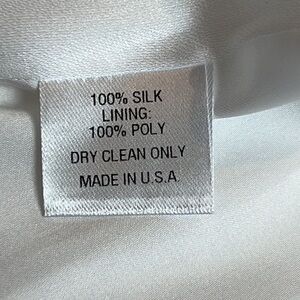 100% SILK
LINING:
100% POLY
DRY CLEAN ONLY
MADE IN U.S.A.